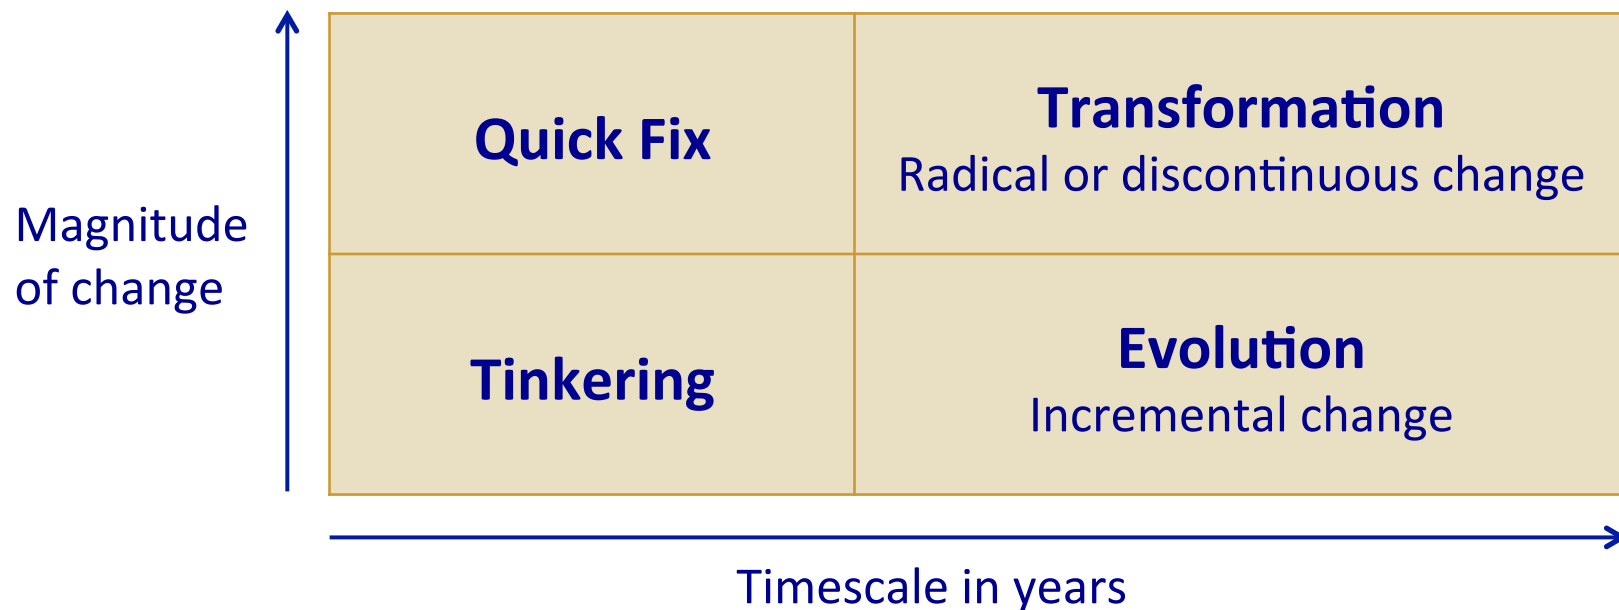 Quick Fix
Transformation
Radical or discontinuous change
Magnitude
of change
Tinkering
Evolution
Incremental change
Timescale in years